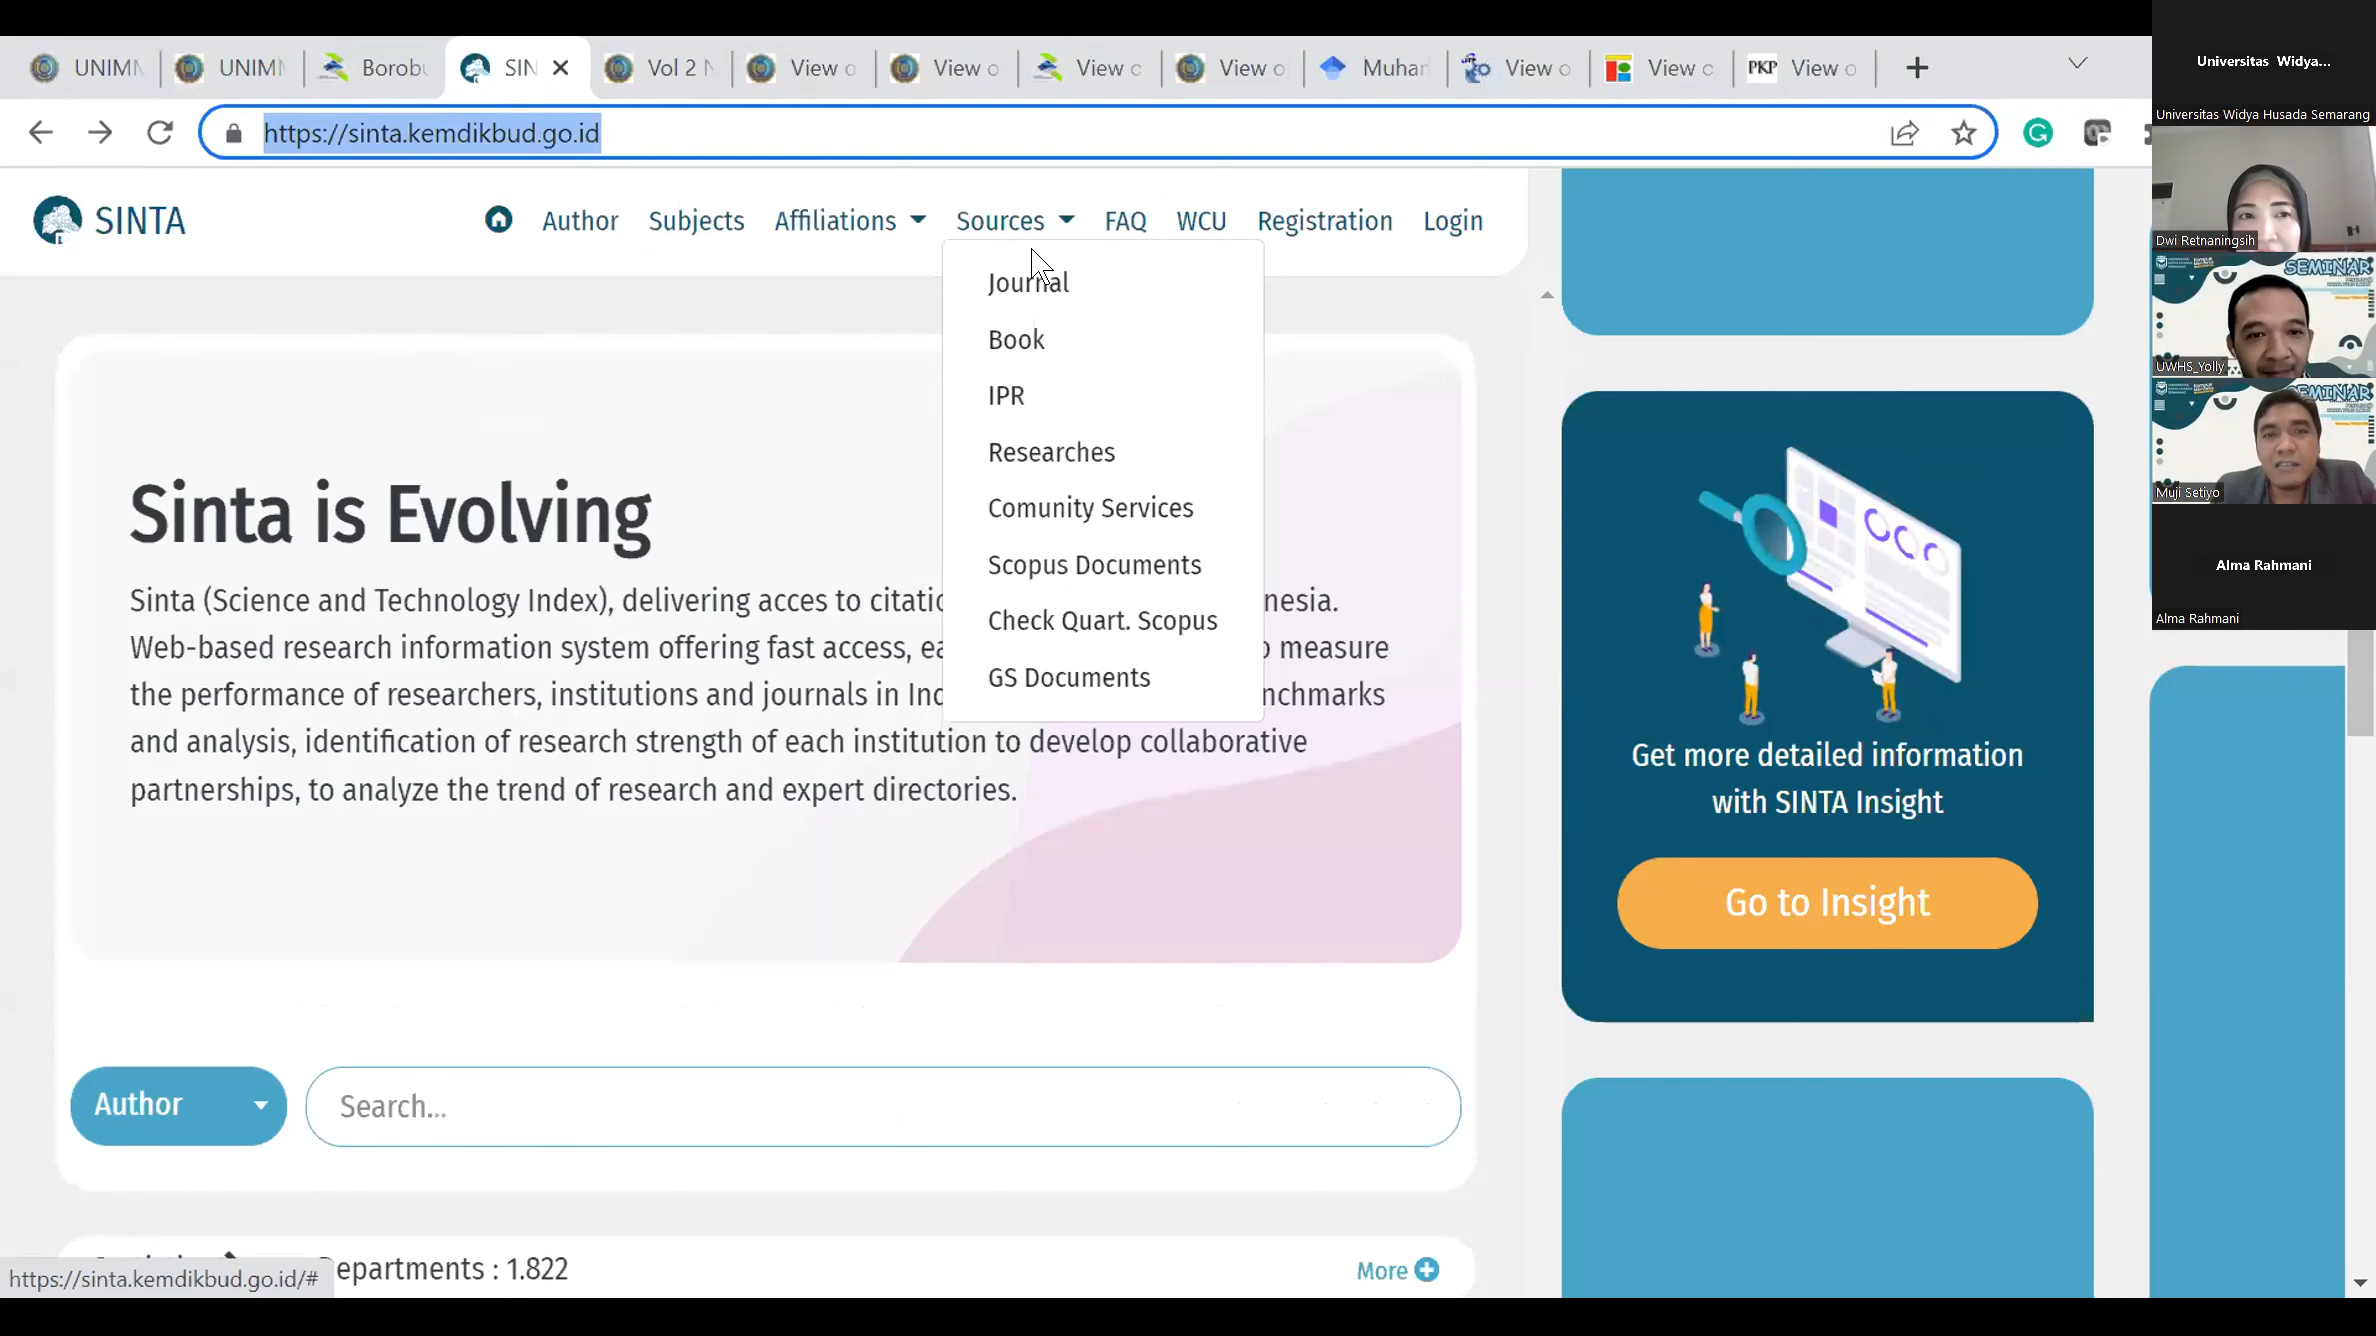 UNIMM
UNIMM
Borobu
SIN
Vol 2 N
View o
View o
View o
View o
Muhar
View o
View o
PKP View o
https://sinta.kemdikbud.go.id
SINTA
Author
Subjects
Affiliations
Sources
FAQ
WCU
Registration
Login
Journal
Book
IPR
Researches
Comunity Services
Scopus Documents
Check Quart. Scopus
GS Documents
Sinta is Evolving
Sinta (Science and Technology Index), delivering acces to citatio nesia.
Web-based research information system offering fast access, ea o measure
the performance of researchers, institutions and journals in Ind nchmarks
and analysis, identification of research strength of each institution to develop collaborative
partnerships, to analyze the trend of research and expert directories.
Author
Search...
epartments : 1.822
More
https://sinta.kemdikbud.go.id/#
Get more detailed information
with SINTA Insight
Go to Insight
Universitas Widya...
Universitas Widya Husada Semarang
Dwi Retnaningsih
SEMINAR
UWHS_Yolly
SEMINAR
Muji Setiyo
Alma Rahmani
Alma Rahmani